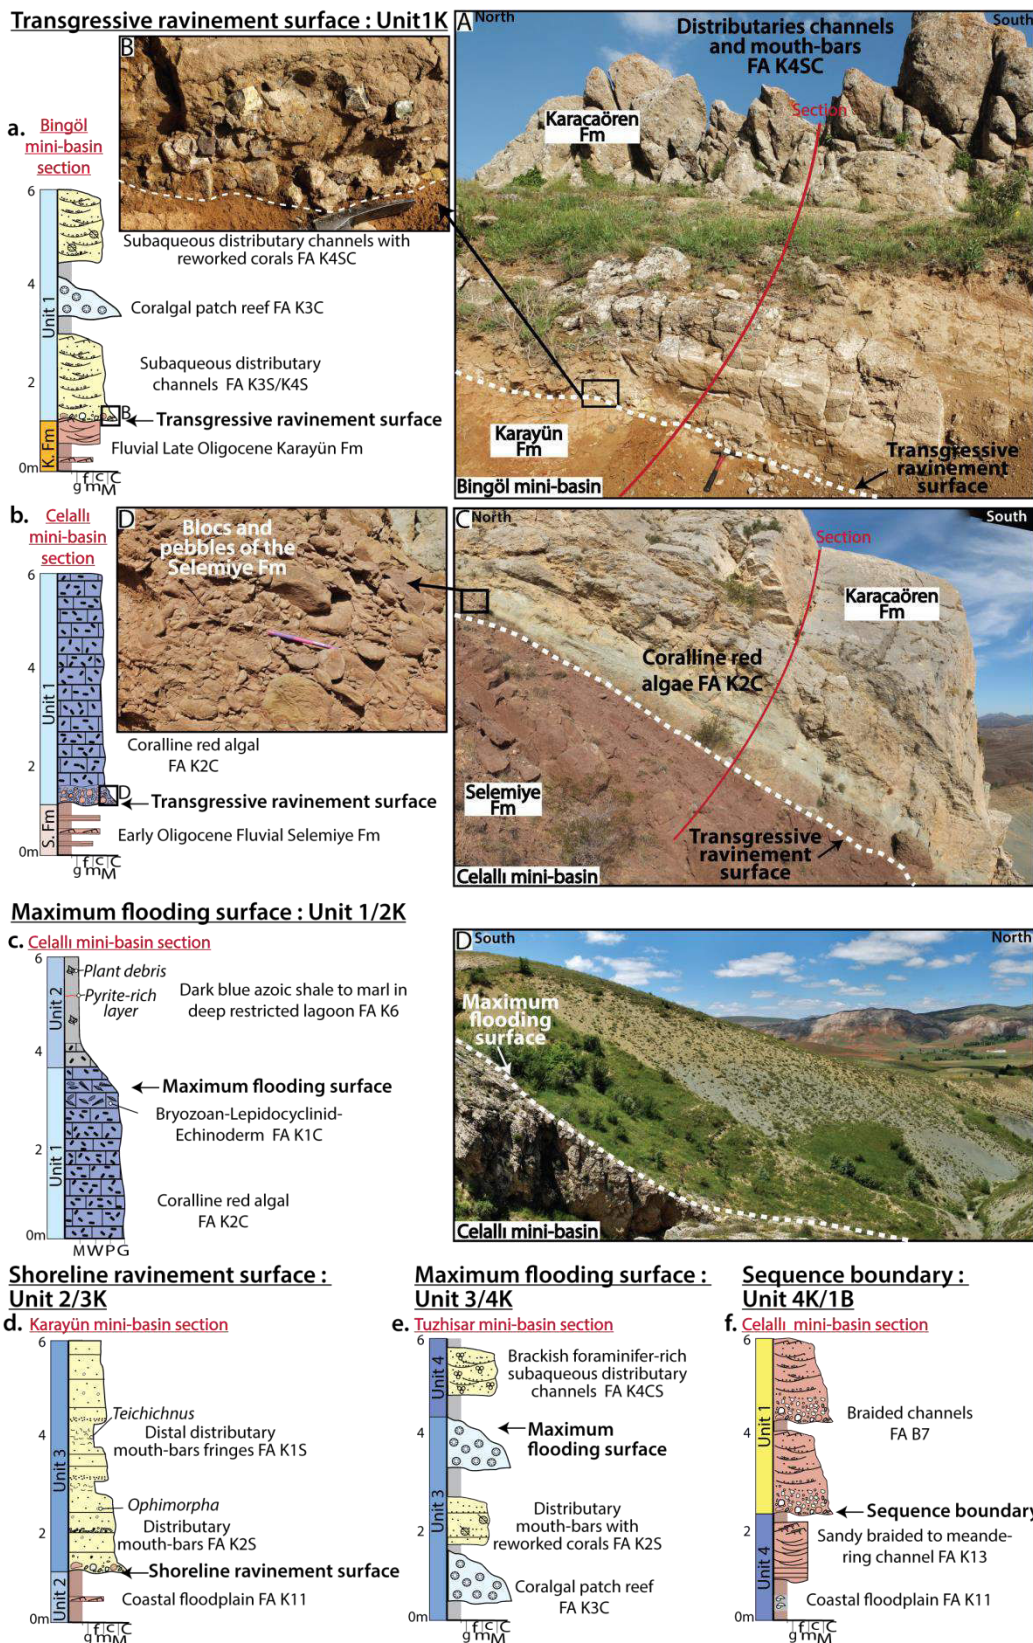 Transgressive ravinement surface : Unit1K
B
a. Bingöl
mini-basin
section
6
4
2
0m
Unit 1
K. Fm
Subaqueous distributary channels with
reworked corals FA K4SC
Coralgal patch reef FA K3C
Subaqueous distributary
channels FA K3S/K4S
B
Transgressive ravinement surface
Fluvial Late Oligocene Karayün Fm
f c C
g m M
A
North
South
Distributaries channels
and mouth-bars
FA K4SC
Section
Karacaören
Fm
Karayün
Fm
Transgressive
ravinement
surface
Bingöl mini-basin
b. Celallı
mini-basin
section
6
4
2
0m
Unit 1
S. Fm
D
Blocs and
pebbles of the
Selemiye Fm
Coralline red algal
FA K2C
D
Transgressive ravinement surface
Early Oligocene Fluvial Selemiye Fm
f c C
g m M
C
North
South
Section
Karacaören
Fm
Coralline red
algae FA K2C
Selemiye
Fm
Transgressive
ravinement
surface
Celallı mini-basin
Maximum flooding surface : Unit 1/2K
c. Celallı mini-basin section
6
4
2
0m
Unit 2
Unit 1
Plant debris
Pyrite-rich
layer
Dark blue azoic shale to marl in
deep restricted lagoon FA K6
Maximum flooding surface
Bryozoan-Lepidocyclinid-
Echinoderm FA K1C
Coralline red algal
FA K2C
M W P G
D
South
North
Maximum
flooding
surface
Celallı mini-basin
Shoreline ravinement surface :
Unit 2/3K
d. Karayün mini-basin section
6
4
2
0m
Unit 3
Unit 2
Teichichnus
Distal distributary
mouth-bars fringes FA K1S
Ophimorpha
Distributary
mouth-bars FA K2S
Shoreline ravinement surface
Coastal floodplain FA K11
f c C
g m M
Maximum flooding surface :
Unit 3/4K
e. Tuzhisar mini-basin section
6
4
2
0m
Unit 4
Unit 3
Brackish foraminifer-rich
subaqueous distributary
channels FA K4CS
Maximum
flooding surface
Distributary
mouth-bars with
reworked corals FA K2S
Coralgal patch reef
FA K3C
f c C
g m M
Sequence boundary :
Unit 4K/1B
f. Celallı mini-basin section
6
4
2
0m
Unit 1
Unit 4
Braided channels
FA B7
Sequence boundary
Sandy braided to meande-
ring channel FA K13
Coastal floodplain FA K11
f c C
g m M